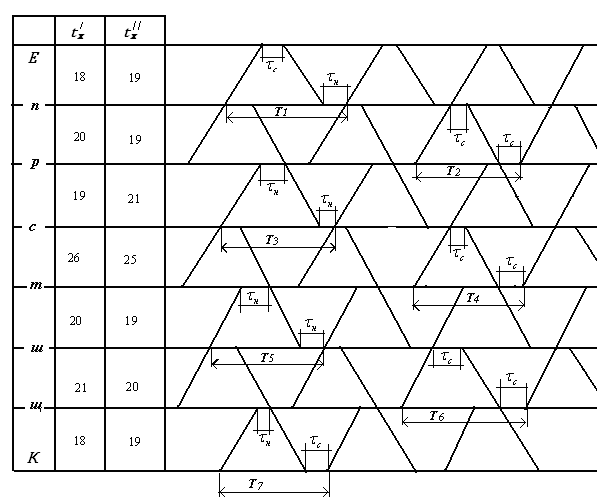 t′ₓ t″ₓ
E
τс τн
18 19
n
T1
20 19
τс τс
p
T2
19 21
τн τн
c
T3
26 25
τс τс
m
T4
20 19
τн τн
ш
T5
21 20
τс τс
щ
T6
18 19
τн τс
K
T7